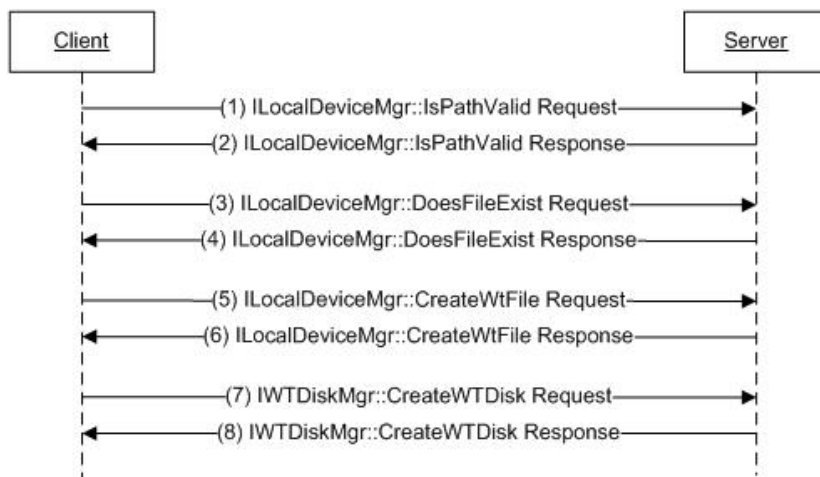 Client
Server
(1) ILocalDeviceMgr::IsPathValid Request
(2) ILocalDeviceMgr::IsPathValid Response
(3) ILocalDeviceMgr::DoesFileExist Request
(4) ILocalDeviceMgr::DoesFileExist Response
(5) ILocalDeviceMgr::CreateWtFile Request
(6) ILocalDeviceMgr::CreateWtFile Response
(7) IWTDiskMgr::CreateWTDisk Request
(8) IWTDiskMgr::CreateWTDisk Response